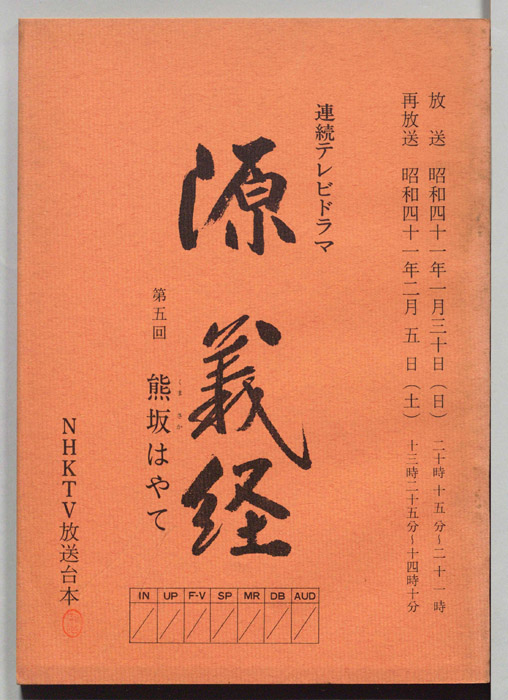 放送　昭和四十一年一月三十日（日）　二十時十五分～二十一時
再放送　昭和四十一年二月五日（土）　十三時二十五分～十四時十分
連続テレビドラマ
源義経
第五回
熊坂はやて
くまさか
NHKTV放送台本
IN UP F-V SP MR DB AUD